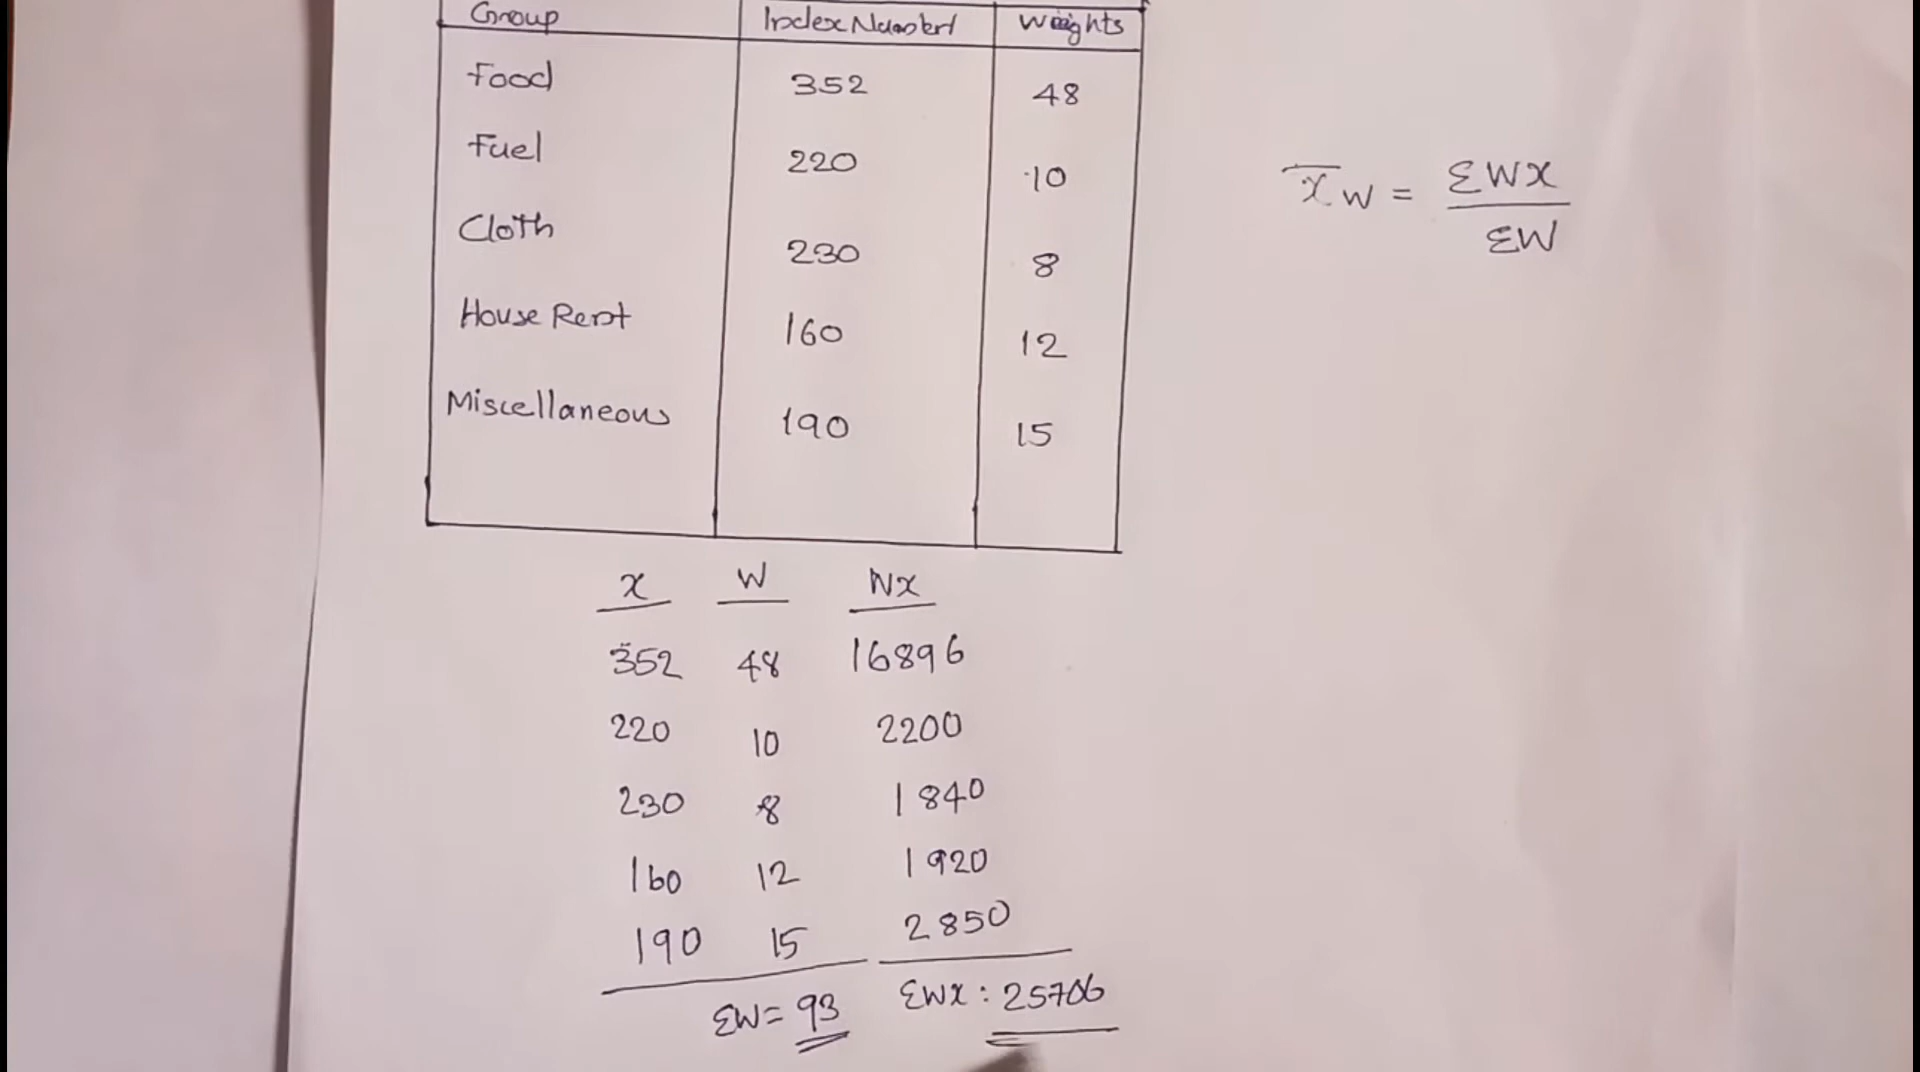 Group Index Number Weights
Food 352 48
Fuel 220 10
Cloth 230 8
House Rent 160 12
Miscellaneous 190 15
x̄w = ΣWx / ΣW
x W Wx
352 48 16896
220 10 2200
230 8 1840
160 12 1920
190 15 2850
ΣW = 93 ΣWx : 25706